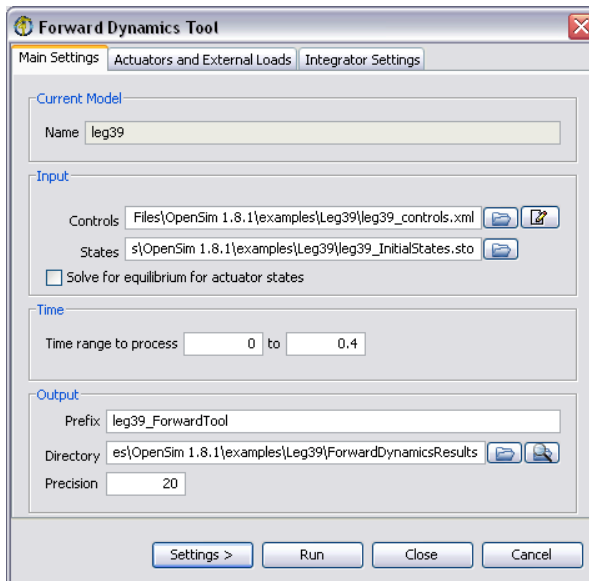 Forward Dynamics Tool
Main Settings Actuators and External Loads Integrator Settings
Current Model
Name leg39
Input
Controls Files\OpenSim 1.8.1\examples\Leg39\leg39_controls.xml
States s\OpenSim 1.8.1\examples\Leg39\leg39_InitialStates.sto
Solve for equilibrium for actuator states
Time
Time range to process 0 to 0.4
Output
Prefix leg39_ForwardTool
Directory es\OpenSim 1.8.1\examples\Leg39\ForwardDynamicsResults
Precision 20
Settings > Run Close Cancel